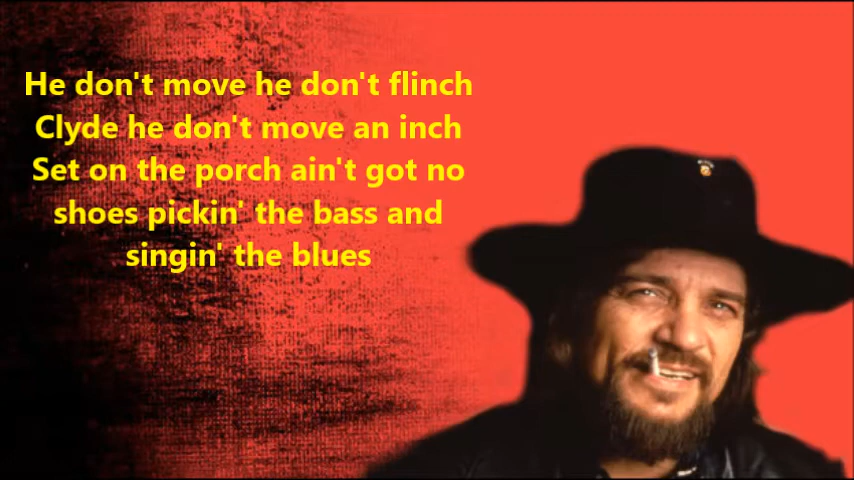 He don't move he don't flinch
Clyde he don't move an inch
Set on the porch ain't got no
shoes pickin' the bass and
singin' the blues